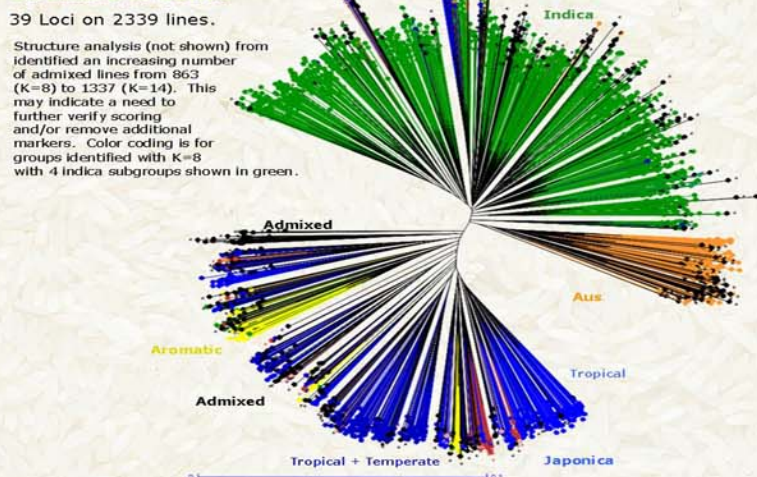 39 Loci on 2339 lines.
Structure analysis (not shown) from
identified an increasing number
of admixed lines from 863
(K=8) to 1337 (K=14). This
may indicate a need to
further verify scoring
and/or remove additional
markers. Color coding is for
groups identified with K=8
with 4 indica subgroups shown in green.
Indica
Admixed
Aus
Aromatic
Tropical
Admixed
Tropical + Temperate
Japonica